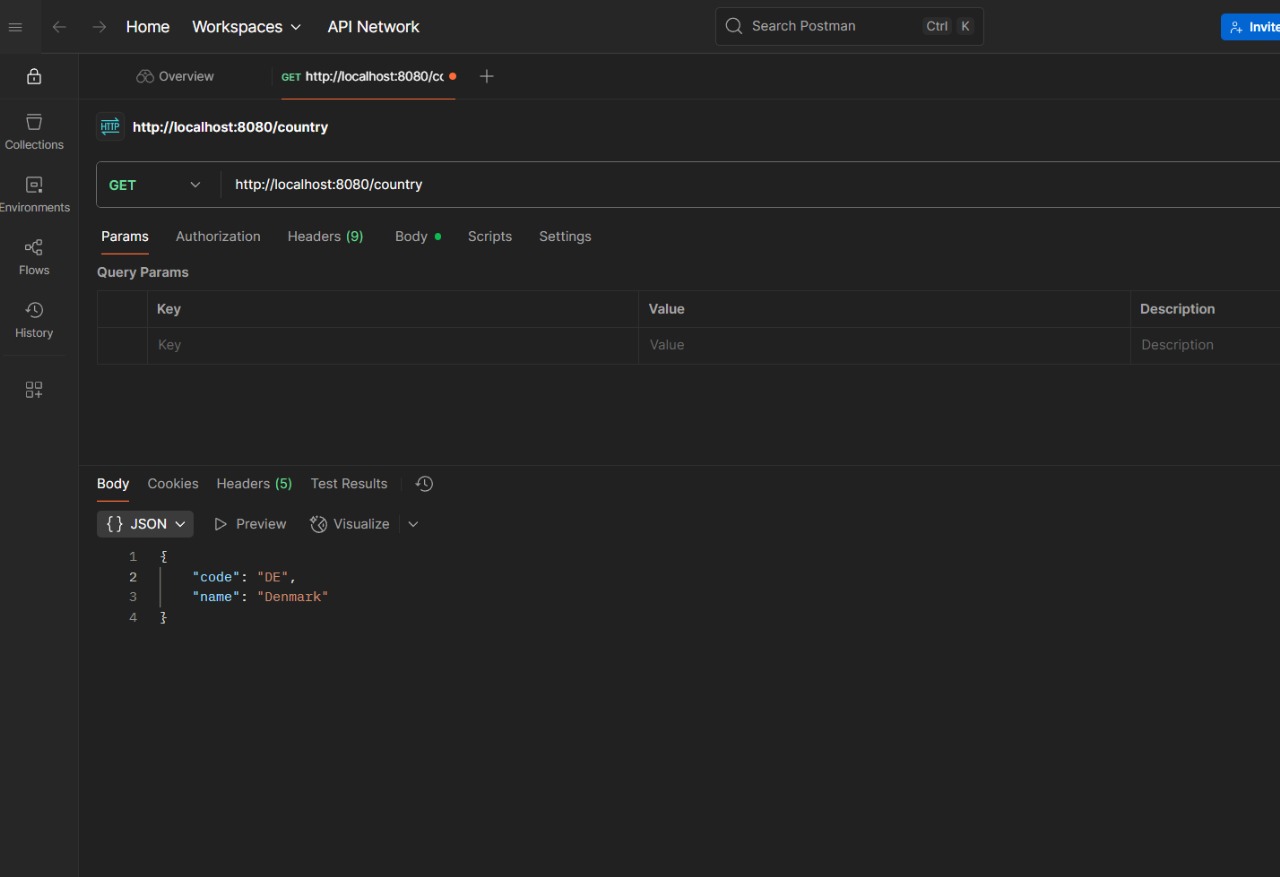 Home Workspaces API Network Search Postman Ctrl K Invite
Overview GET http://localhost:8080/cc
HTTP http://localhost:8080/country
Collections
GET http://localhost:8080/country
Environments
Params Authorization Headers (9) Body Scripts Settings
Flows
Query Params
Key Value Description
History
Key Value Description
Body Cookies Headers (5) Test Results
{} JSON Preview Visualize
1 {
2 "code": "DE",
3 "name": "Denmark"
4 }